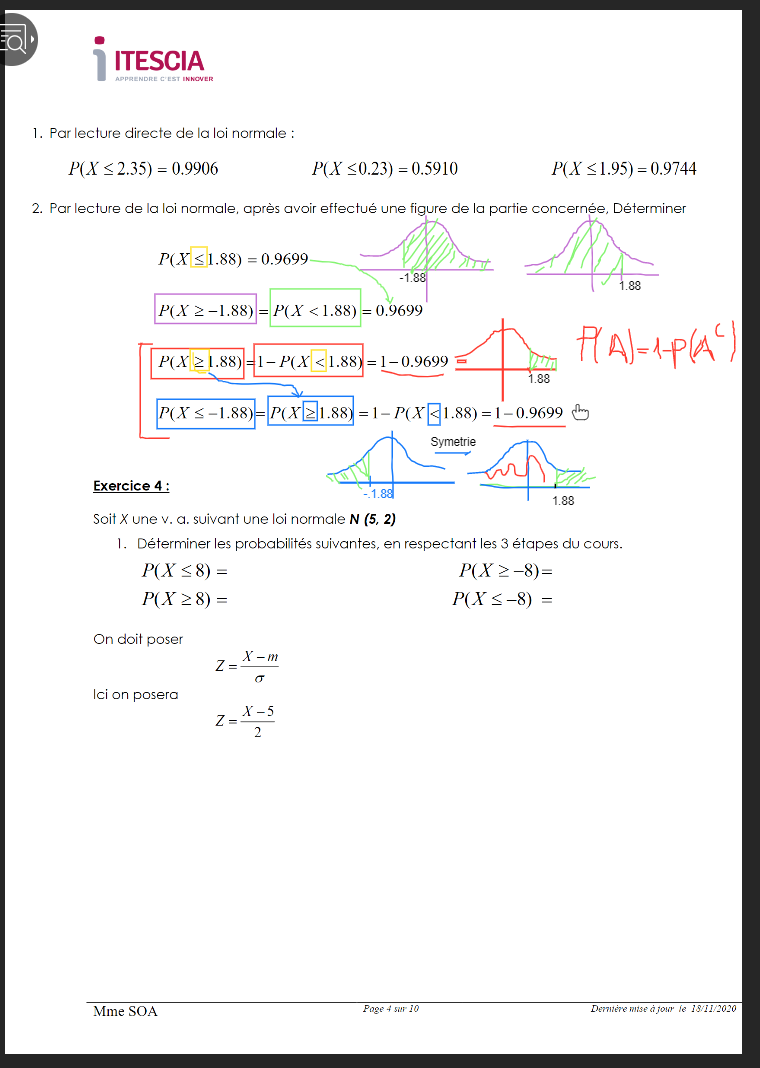 ITESCIA
APPRENDRE C'EST INNOVER
1. Par lecture directe de la loi normale :
P(X ≤ 2.35) = 0.9906 P(X ≤0.23) = 0.5910 P(X ≤1.95) = 0.9744
2. Par lecture de la loi normale, après avoir effectué une figure de la partie concernée, Déterminer
P(X ≤ 1.88) = 0.9699
-1.88 1.88
P(X ≥ −1.88) = P(X < 1.88) = 0.9699
P(X ≥ 1.88) =1− P(X < 1.88) = 1−0.9699 =
P(A)=1-P(A^C)
1.88
P(X ≤ −1.88)= P(X ≥ 1.88) =1− P(X < 1.88) = 1−0.9699
Symetrie
-.1.88 1.88
Exercice 4 :
Soit X une v. a. suivant une loi normale N (5, 2)
1. Déterminer les probabilités suivantes, en respectant les 3 étapes du cours.
P(X ≤ 8) = P(X ≥ −8)=
P(X ≥ 8) = P(X ≤ −8) =
On doit poser
Z = (X − m)/σ
Ici on posera
Z = (X − 5)/2
Mme SOA Page 4 sur 10 Dernière mise à jour le 18/11/2020